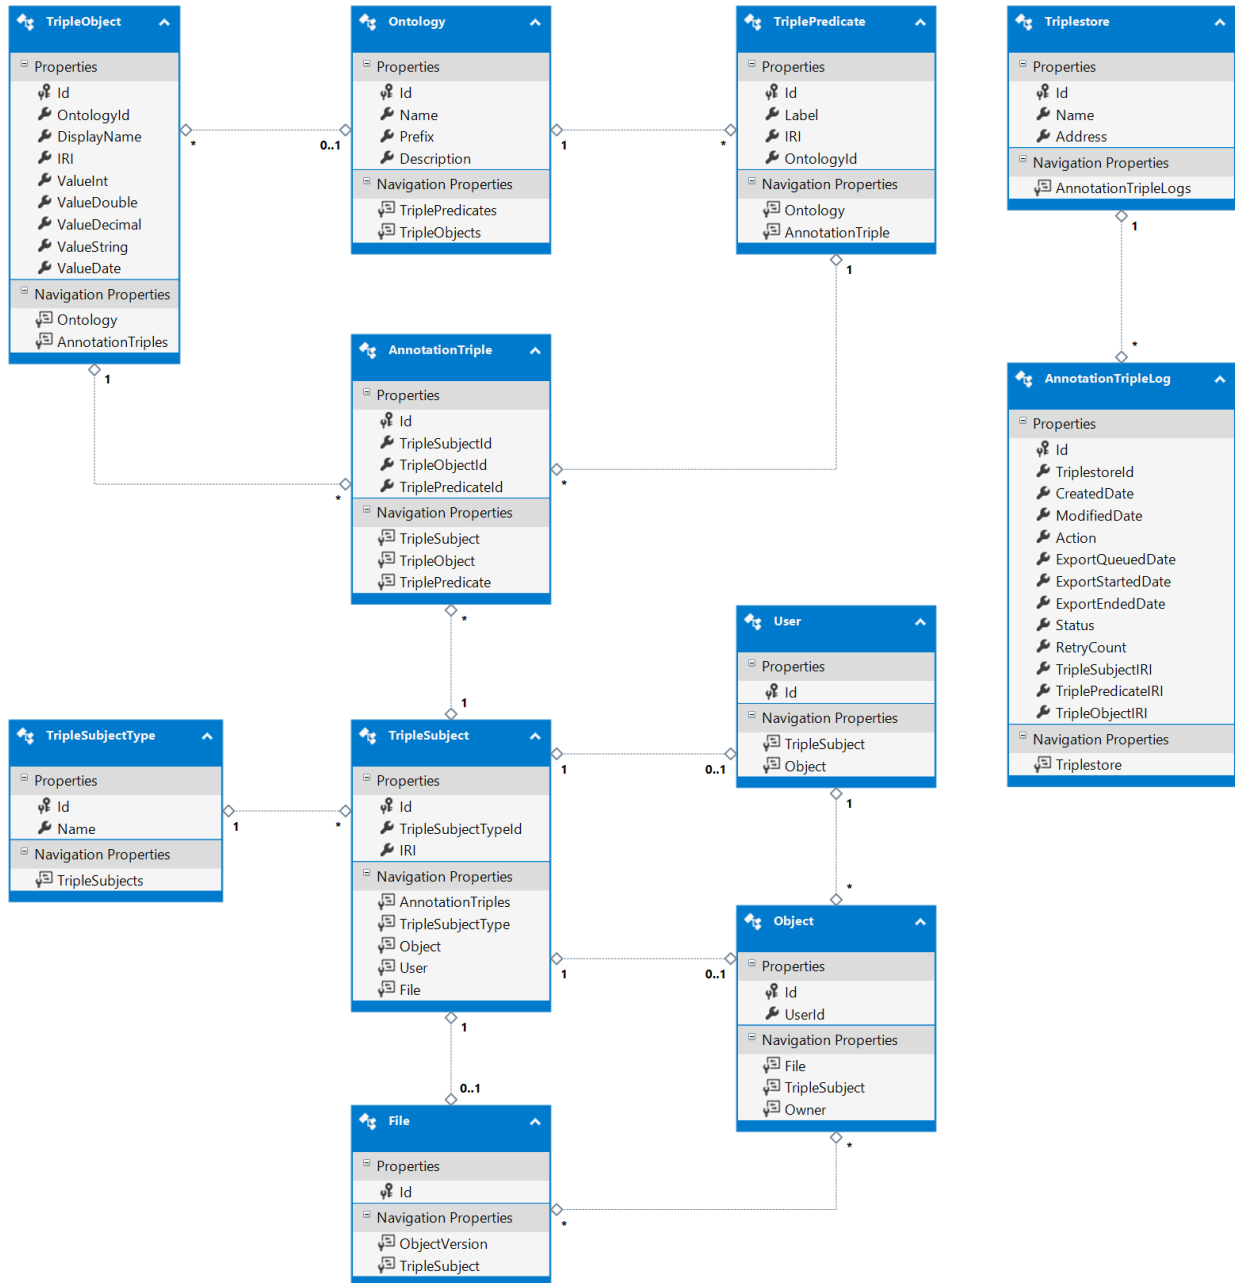 TripleObject
Properties
Id
OntologyId
DisplayName
IRI
ValueInt
ValueDouble
ValueDecimal
ValueString
ValueDate
Navigation Properties
Ontology
AnnotationTriples
*
0..1
Ontology
Properties
Id
Name
Prefix
Description
Navigation Properties
TriplePredicates
TripleObjects
1
*
TriplePredicate
Properties
Id
Label
IRI
OntologyId
Navigation Properties
Ontology
AnnotationTriple
Triplestore
Properties
Id
Name
Address
Navigation Properties
AnnotationTripleLogs
1
*
1
1
AnnotationTriple
Properties
Id
TripleSubjectId
TripleObjectId
TriplePredicateId
Navigation Properties
TripleSubject
TripleObject
TriplePredicate
*
*
*
1
AnnotationTripleLog
Properties
Id
TriplestoreId
CreatedDate
ModifiedDate
Action
ExportQueuedDate
ExportStartedDate
ExportEndedDate
Status
RetryCount
TripleSubjectIRI
TriplePredicateIRI
TripleObjectIRI
Navigation Properties
Triplestore
User
Properties
Id
Navigation Properties
TripleSubject
Object
TripleSubjectType
Properties
Id
Name
Navigation Properties
TripleSubjects
1
*
TripleSubject
Properties
Id
TripleSubjectTypeId
IRI
Navigation Properties
AnnotationTriples
TripleSubjectType
Object
User
File
1
0..1
1
*
1
0..1
Object
Properties
Id
UserId
Navigation Properties
File
TripleSubject
Owner
1
0..1
File
Properties
Id
Navigation Properties
ObjectVersion
TripleSubject
*
*